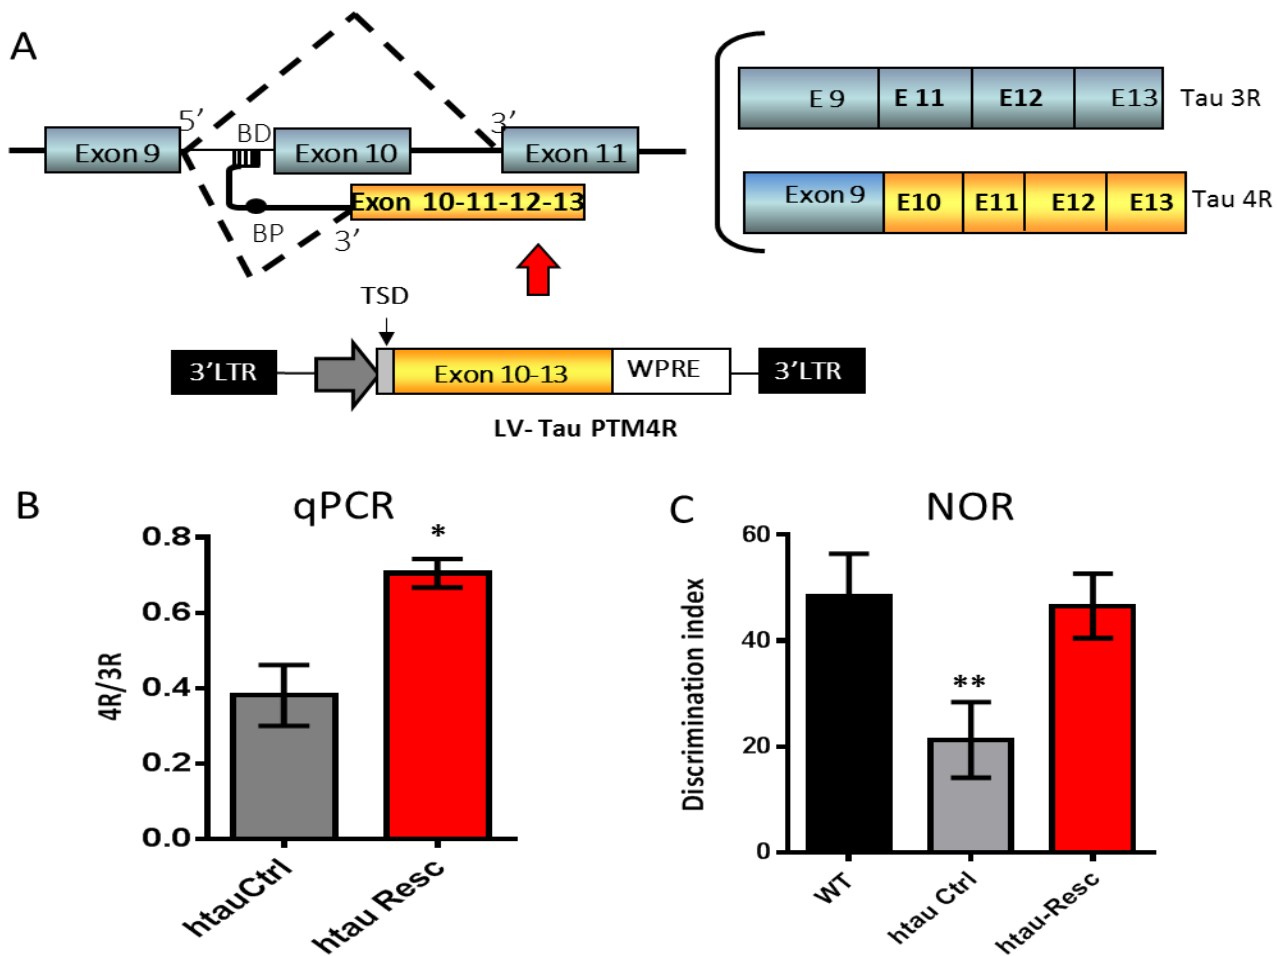 A
5’
BD
3’
Exon 9
Exon 10
Exon 11
Exon 10-11-12-13
BP
3’
E 9
E 11
E12
E13
Tau 3R
Exon 9
E10
E11
E12
E13
Tau 4R
TSD
3’LTR
Exon 10-13
WPRE
3’LTR
LV- Tau PTM4R
B
qPCR
*
4R/3R
0.8
0.6
0.4
0.2
0.0
htauCtrl
htau Resc
C
NOR
**
Discrimination index
60
40
20
0
WT
htau Ctrl
htau-Resc